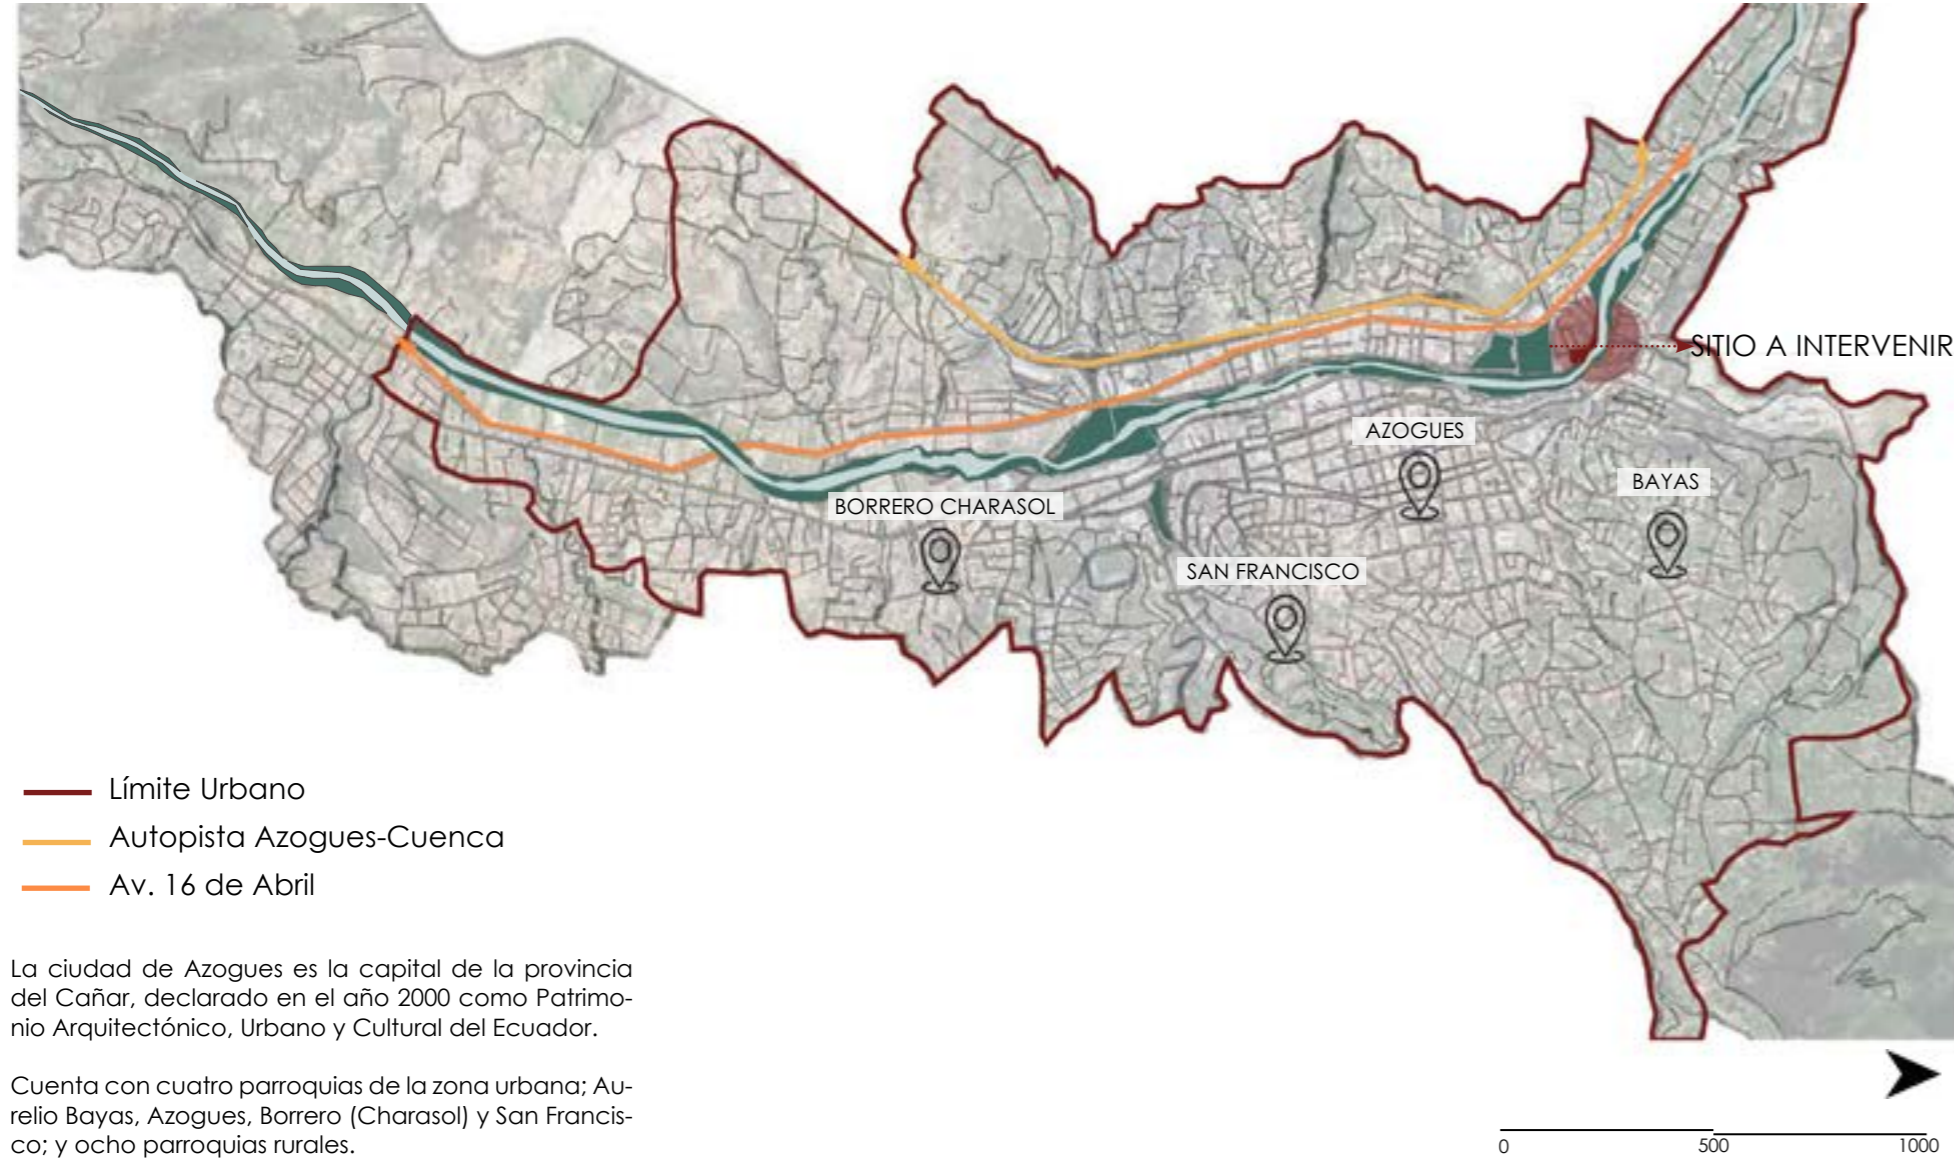 SITIO A INTERVENIR
AZOGUES
BAYAS
BORRERO CHARASOL
SAN FRANCISCO
Límite Urbano
Autopista Azogues-Cuenca
Av. 16 de Abril
La ciudad de Azogues es la capital de la provincia
del Cañar, declarado en el año 2000 como Patrimo-
nio Arquitectónico, Urbano y Cultural del Ecuador.
Cuenta con cuatro parroquias de la zona urbana; Au-
relio Bayas, Azogues, Borrero (Charasol) y San Francis-
co; y ocho parroquias rurales.
0 500 1000